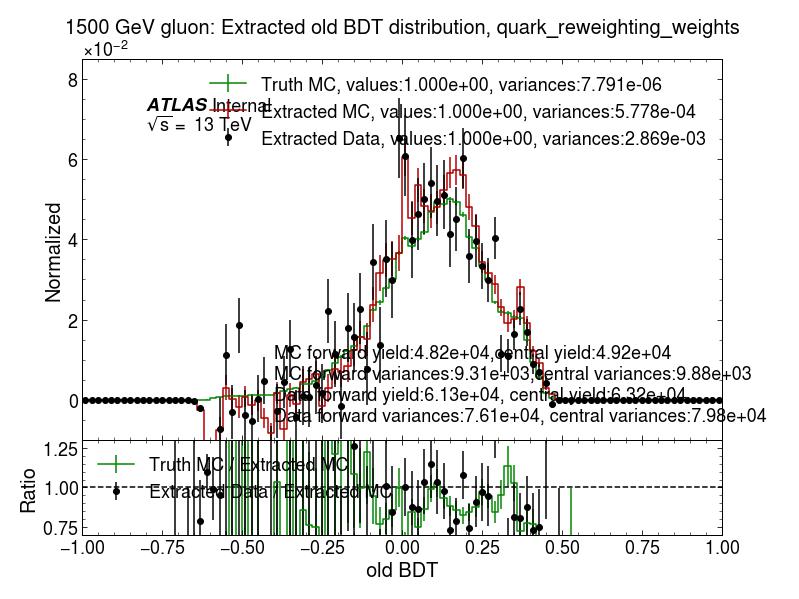 1500 GeV gluon: Extracted old BDT distribution, quark_reweighting_weights
×10⁻²
Truth MC, values:1.000e+00, variances:7.791e-06
ATLAS Internal
Extracted MC, values:1.000e+00, variances:5.778e-04
√s = 13 TeV
Extracted Data, values:1.000e+00, variances:2.869e-03
8
6
4
2
0
Normalized
MC forward yield:4.82e+04,central yield:4.92e+04
MC forward variances:9.31e+03,central variances:9.88e+03
Data forward yield:6.13e+04, central yield:6.32e+04
Data forward variances:7.61e+04, central variances:7.98e+04
1.25
1.00
0.75
Ratio
Truth MC / Extracted MC
Extracted Data / Extracted MC
−1.00 −0.75 −0.50 −0.25 0.00 0.25 0.50 0.75 1.00
old BDT